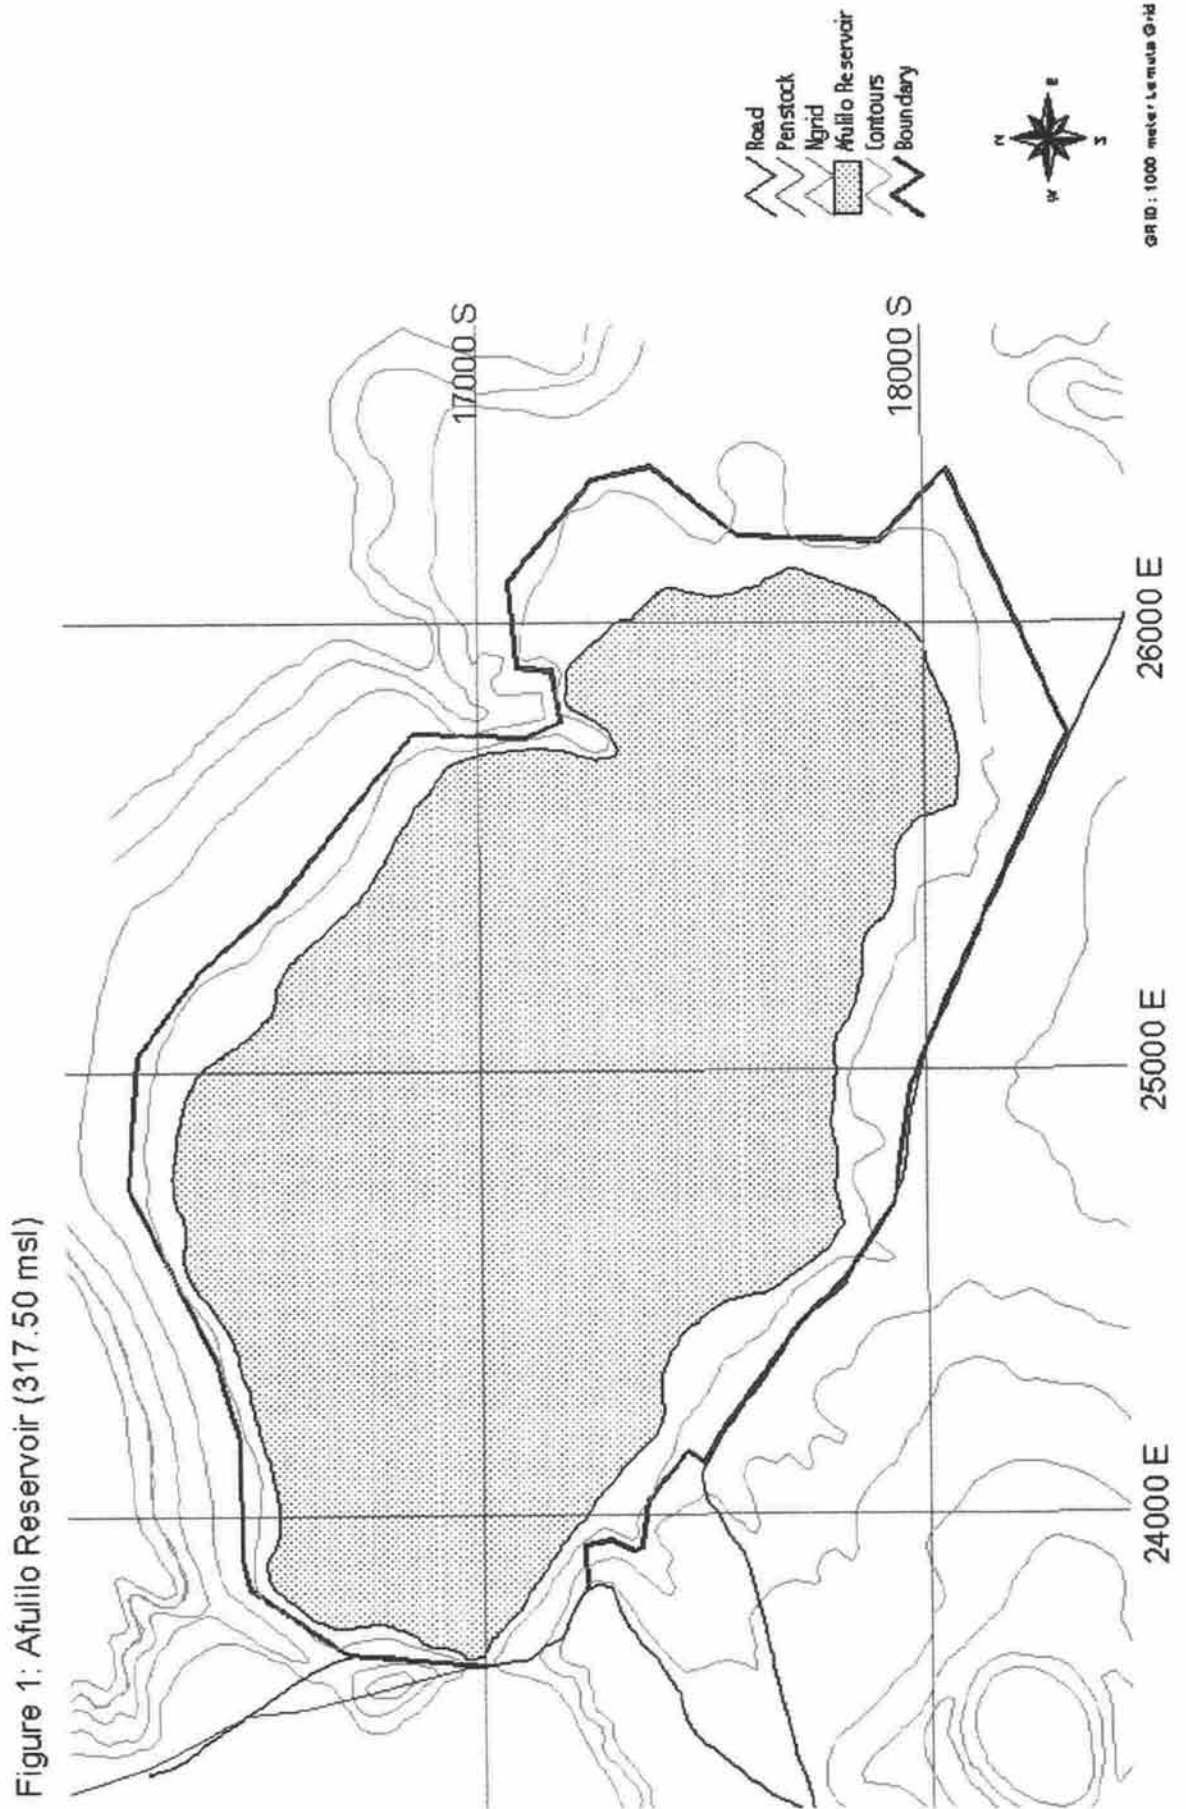 Figure 1: Afulilo Reservoir (317.50 msl)
17000 S
18000 S
24000 E
25000 E
26000 E
Road
Penstock
Ngrid
Afulilo Reservoir
Contours
Boundary
N
W
E
S
GRID: 1000 meter Lemuta Grid